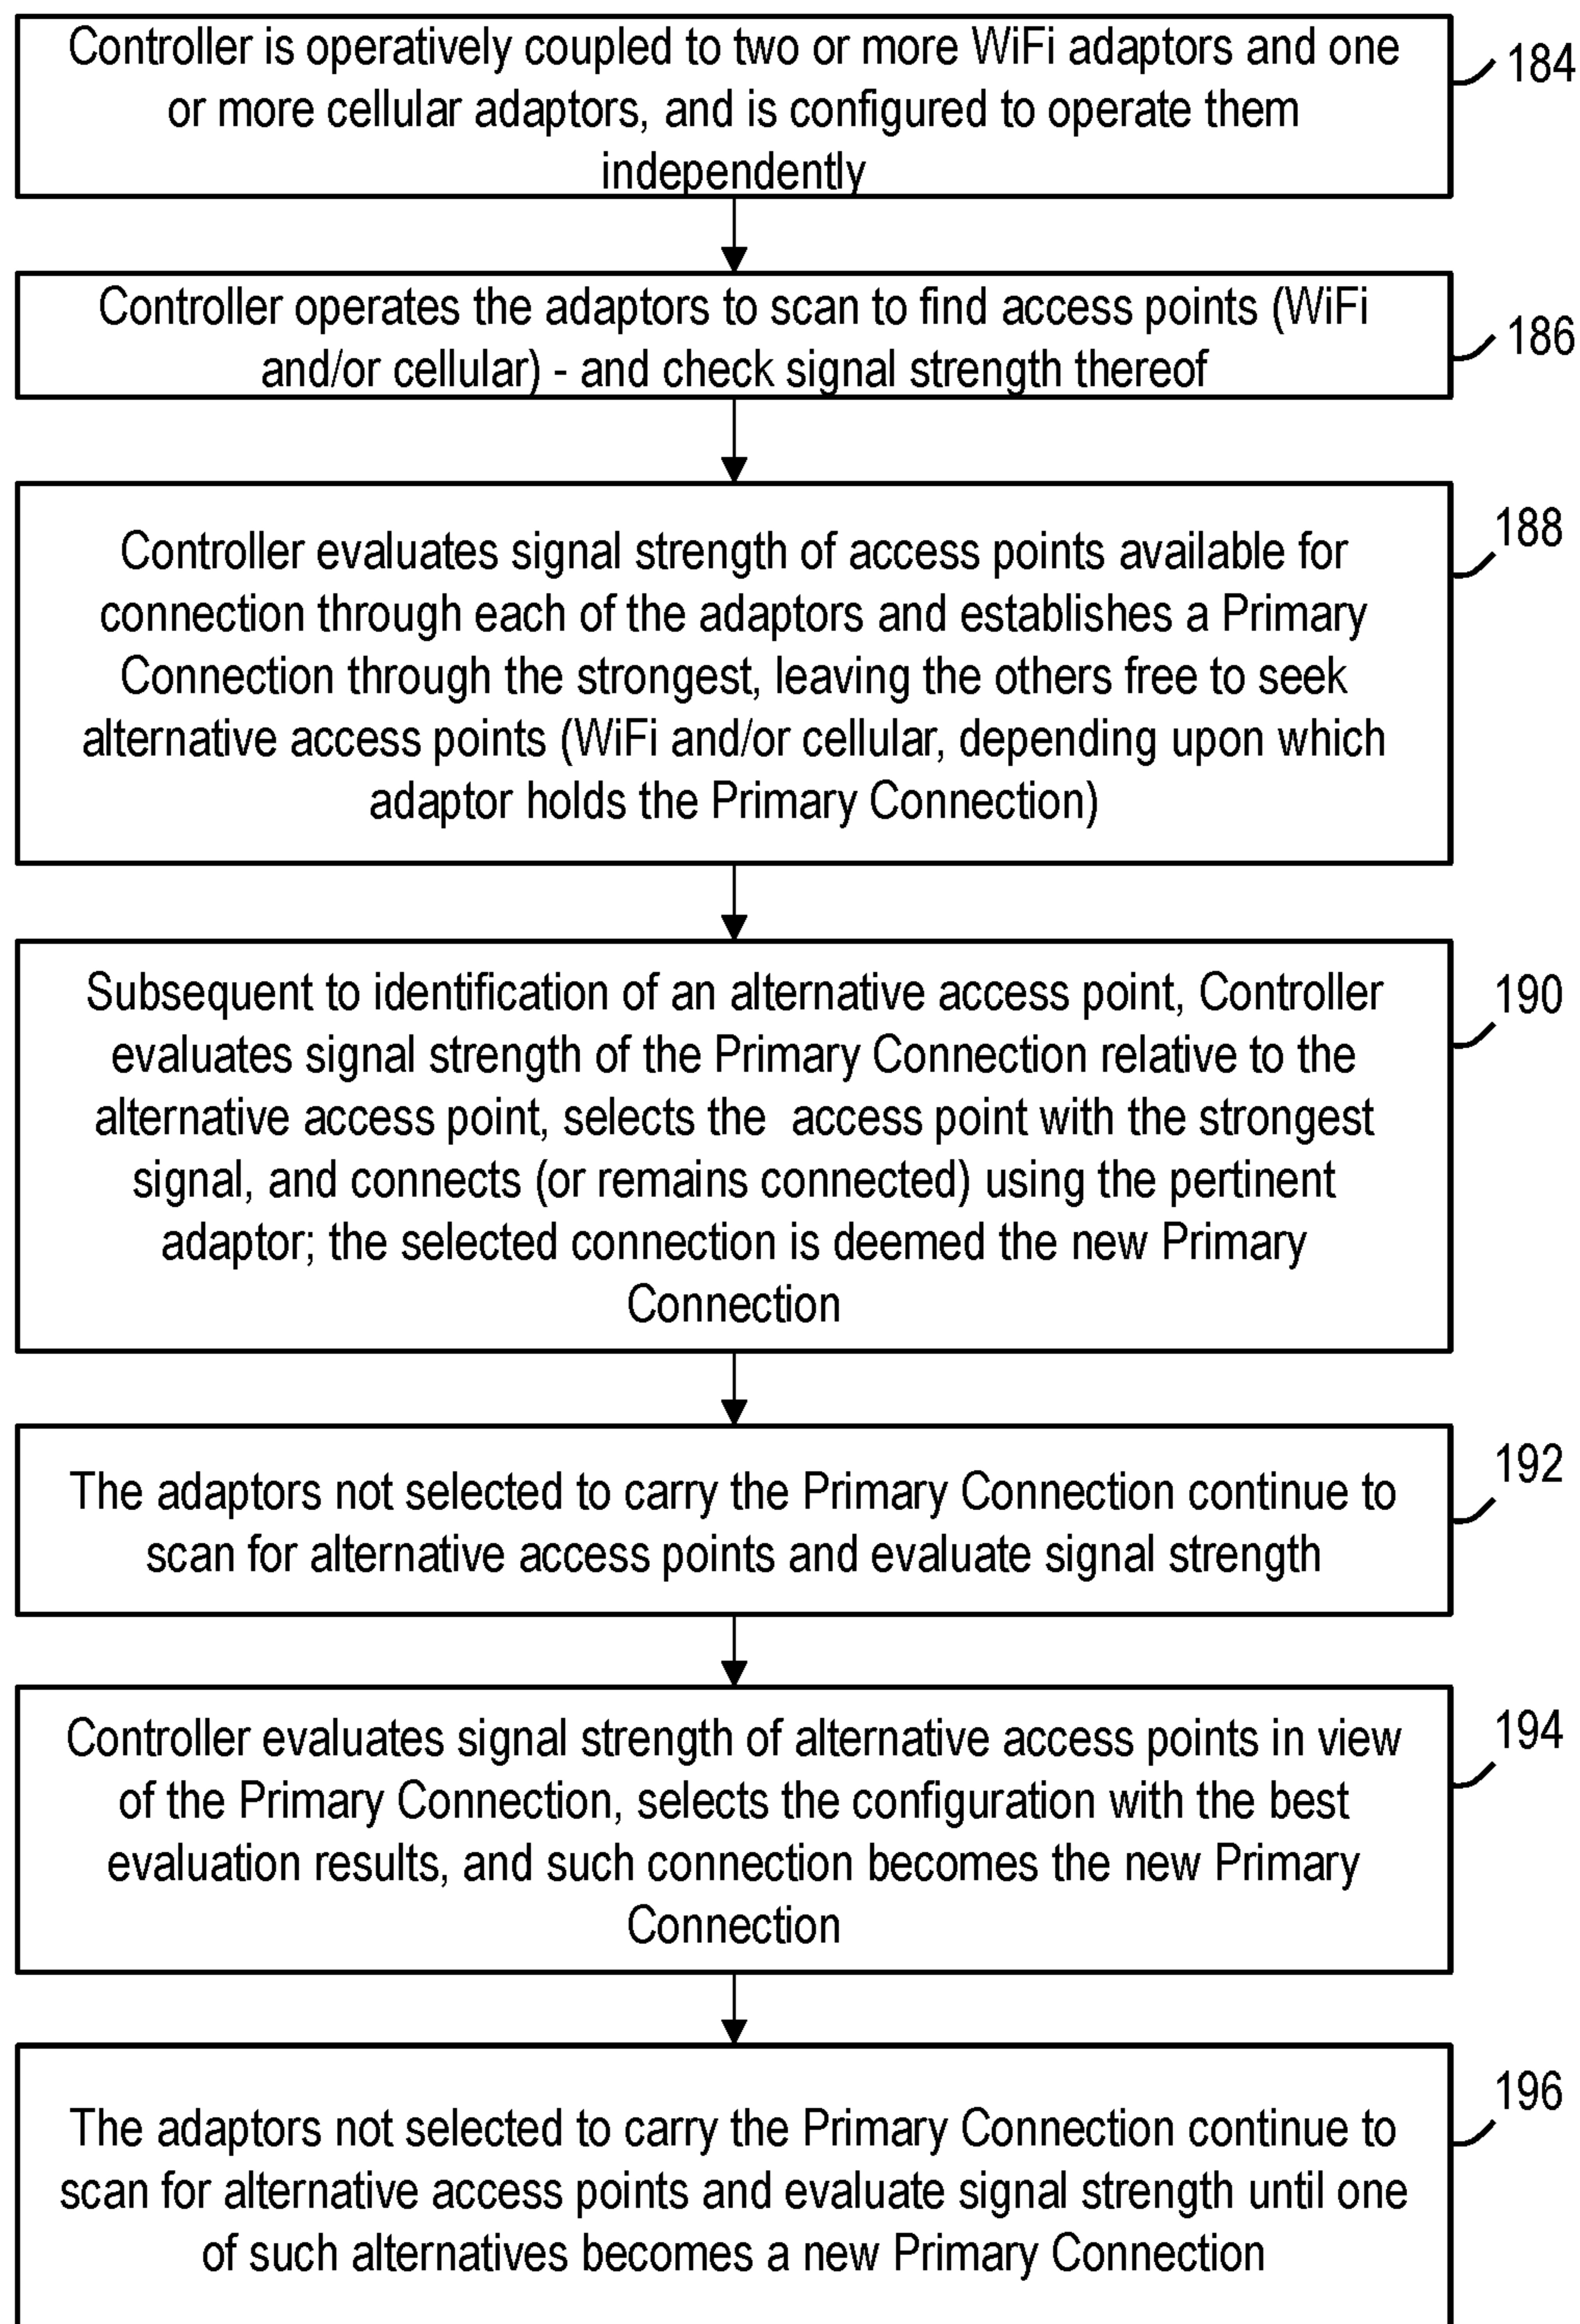 Controller is operatively coupled to two or more WiFi adaptors and one
or more cellular adaptors, and is configured to operate them
independently
184
Controller operates the adaptors to scan to find access points (WiFi
and/or cellular) - and check signal strength thereof
186
Controller evaluates signal strength of access points available for
connection through each of the adaptors and establishes a Primary
Connection through the strongest, leaving the others free to seek
alternative access points (WiFi and/or cellular, depending upon which
adaptor holds the Primary Connection)
188
Subsequent to identification of an alternative access point, Controller
evaluates signal strength of the Primary Connection relative to the
alternative access point, selects the access point with the strongest
signal, and connects (or remains connected) using the pertinent
adaptor; the selected connection is deemed the new Primary
Connection
190
The adaptors not selected to carry the Primary Connection continue to
scan for alternative access points and evaluate signal strength
192
Controller evaluates signal strength of alternative access points in view
of the Primary Connection, selects the configuration with the best
evaluation results, and such connection becomes the new Primary
Connection
194
The adaptors not selected to carry the Primary Connection continue to
scan for alternative access points and evaluate signal strength until one
of such alternatives becomes a new Primary Connection
196